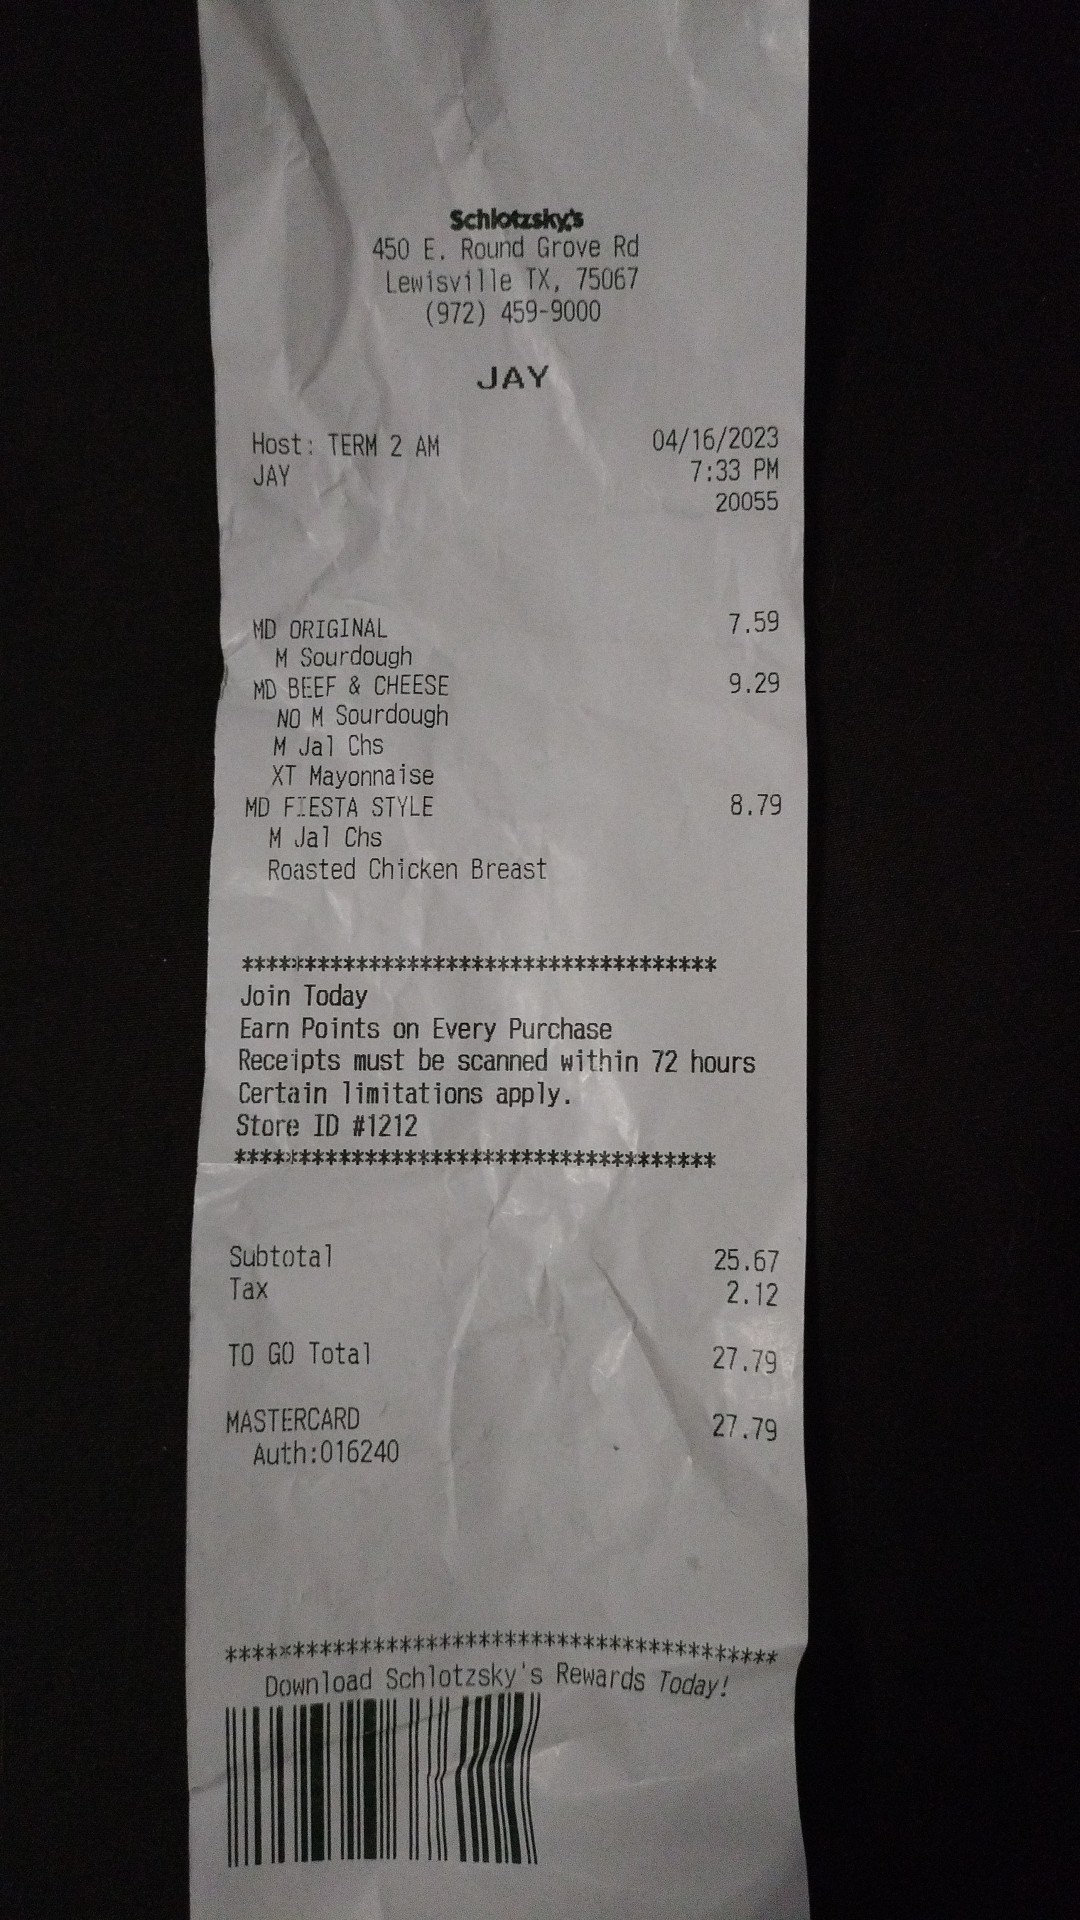 Schlotzsky's
450 E. Round Grove Rd
Lewisville TX, 75067
(972) 459-9000
JAY
Host: TERM 2 AM 04/16/2023
JAY 7:33 PM
20055
MD ORIGINAL 7.59
M Sourdough
MD BEEF & CHEESE 9.29
NO M Sourdough
M Jal Chs
XT Mayonnaise
MD FIESTA STYLE 8.79
M Jal Chs
Roasted Chicken Breast
*************************************
Join Today
Earn Points on Every Purchase
Receipts must be scanned within 72 hours
Certain limitations apply.
Store ID #1212
*************************************
Subtotal 25.67
Tax 2.12
TO GO Total 27.79
MASTERCARD 27.79
Auth:016240
******************************************
Download Schlotzsky's Rewards Today!